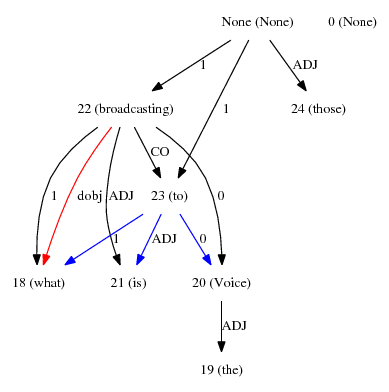 None (None) 0 (None)
1 ADJ
22 (broadcasting) 1 24 (those)
CO
1 dobj ADJ 23 (to) 0
1 ADJ 0
18 (what) 21 (is) 20 (Voice)
ADJ
19 (the)